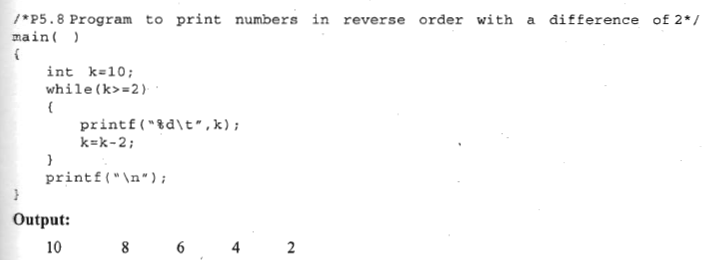 /*P5.8 Program to print numbers in reverse order with a difference of 2*/
main( )
{
int k=10;
while(k>=2)
{
printf("%d\t",k);
k=k-2;
}
printf("\n");
}
Output:
10 8 6 4 2